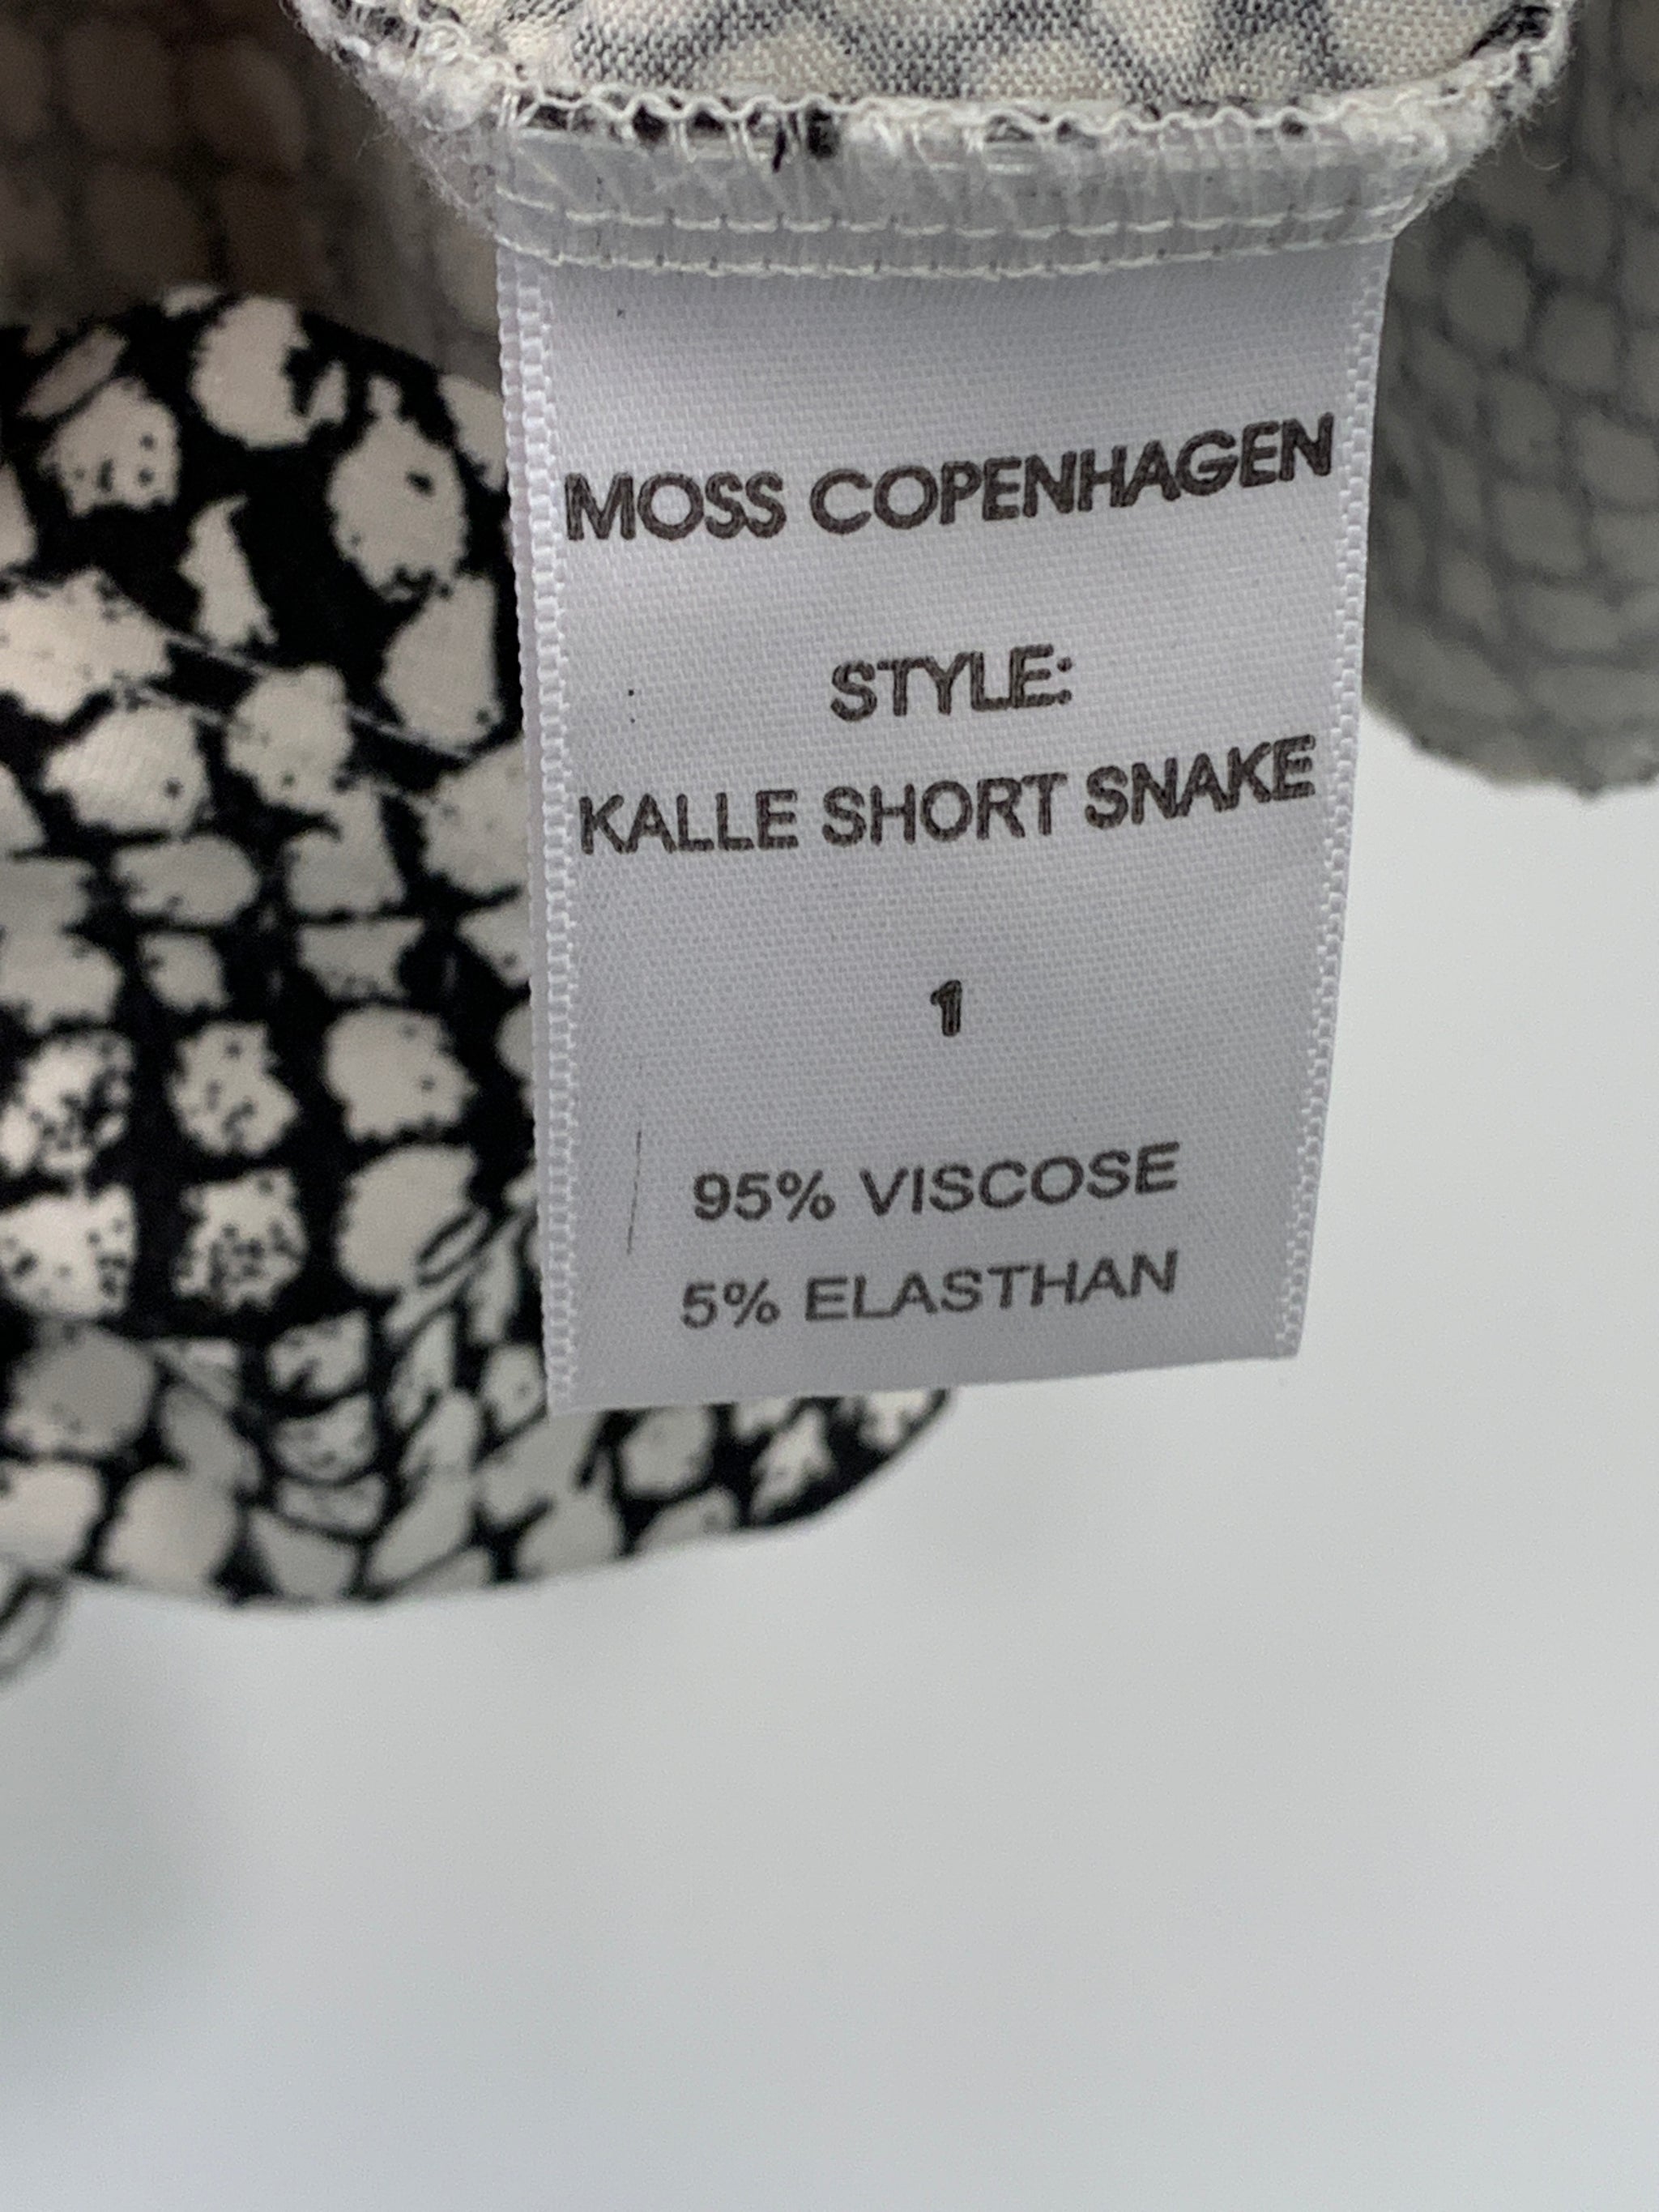 MOSS COPENHAGEN
STYLE:
KALLE SHORT SNAKE
1
95% VISCOSE
5% ELASTHAN